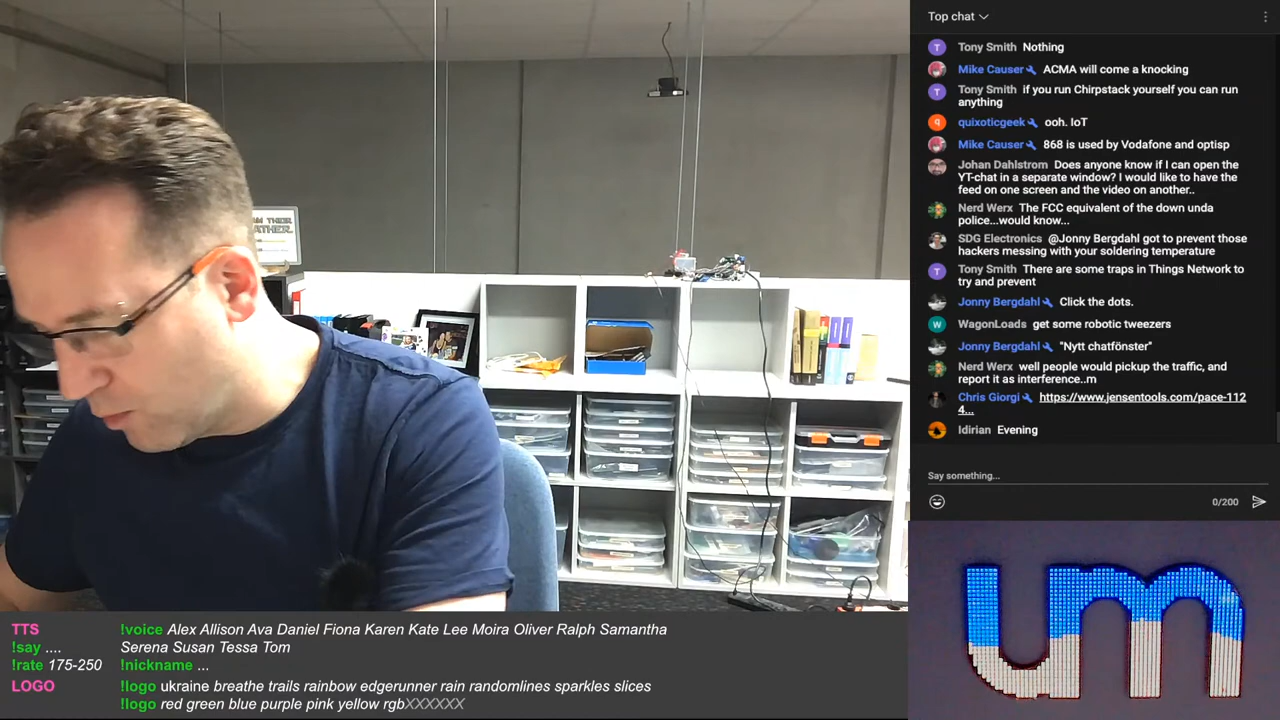 Top chat
Tony Smith Nothing
Mike Causer ACMA will come a knocking
Tony Smith if you run Chirpstack yourself you can run
anything
quixoticgeek ooh. IoT
Mike Causer 868 is used by Vodafone and optisp
Johan Dahlstrom Does anyone know if I can open the
YT-chat in a separate window? I would like to have the
feed on one screen and the video on another..
Nerd Werx The FCC equivalent of the down unda
police...would know...
SDG Electronics @Jonny Bergdahl got to prevent those
hackers messing with your soldering temperature
Tony Smith There are some traps in Things Network to
try and prevent
Jonny Bergdahl Click the dots.
WagonLoads get some robotic tweezers
Jonny Bergdahl "Nytt chatfönster"
Nerd Werx well people would pickup the traffic, and
report it as interference..m
Chris Giorgi https://www.jensentools.com/pace-112
4...
Idirian Evening
Say something...
0/200
um
TTS !voice Alex Allison Ava Daniel Fiona Karen Kate Lee Moira Oliver Ralph Samantha
!say .... Serena Susan Tessa Tom
!rate 175-250 !nickname ...
LOGO !logo ukraine breathe trails rainbow edgerunner rain randomlines sparkles slices
!logo red green blue purple pink yellow rgbXXXXXX